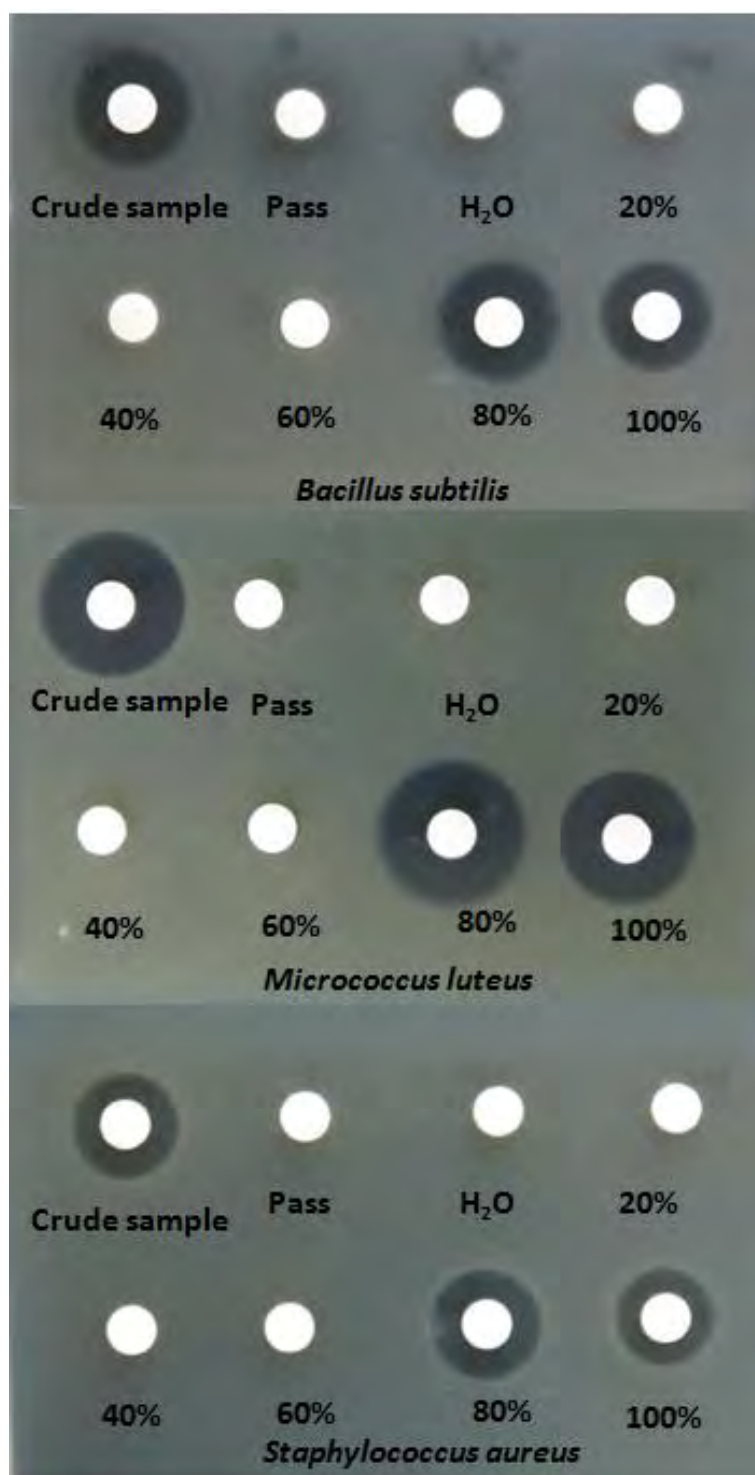 Crude sample Pass H₂O 20%
40% 60% 80% 100%
Bacillus subtilis
Crude sample Pass H₂O 20%
40% 60% 80% 100%
Micrococcus luteus
Crude sample Pass H₂O 20%
40% 60% 80% 100%
Staphylococcus aureus